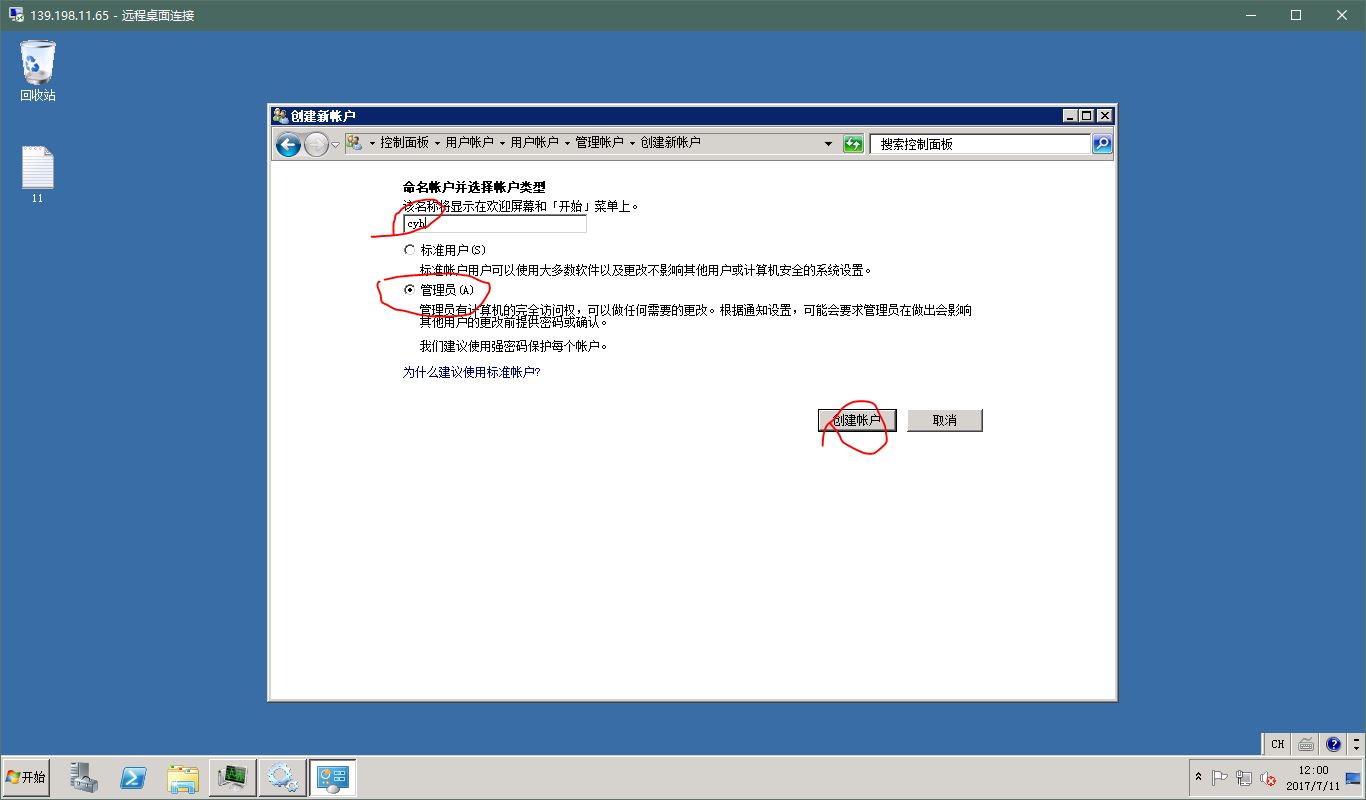 139.198.11.65 - 远程桌面连接
回收站
11
创建新帐户
控制面板 用户帐户 用户帐户 管理帐户 创建新帐户
搜索控制面板
命名帐户并选择帐户类型
该名称将显示在欢迎屏幕和「开始」菜单上。
cyh
标准用户(S)
标准帐户用户可以使用大多数软件以及更改不影响其他用户或计算机安全的系统设置。
管理员(A)
管理员有计算机的完全访问权，可以做任何需要的更改。根据通知设置，可能会要求管理员在做出会影响
其他用户的更改前提供密码或确认。
我们建议使用强密码保护每个帐户。
为什么建议使用标准帐户?
创建帐户 取消
CH
开始
12:00
2017/7/11